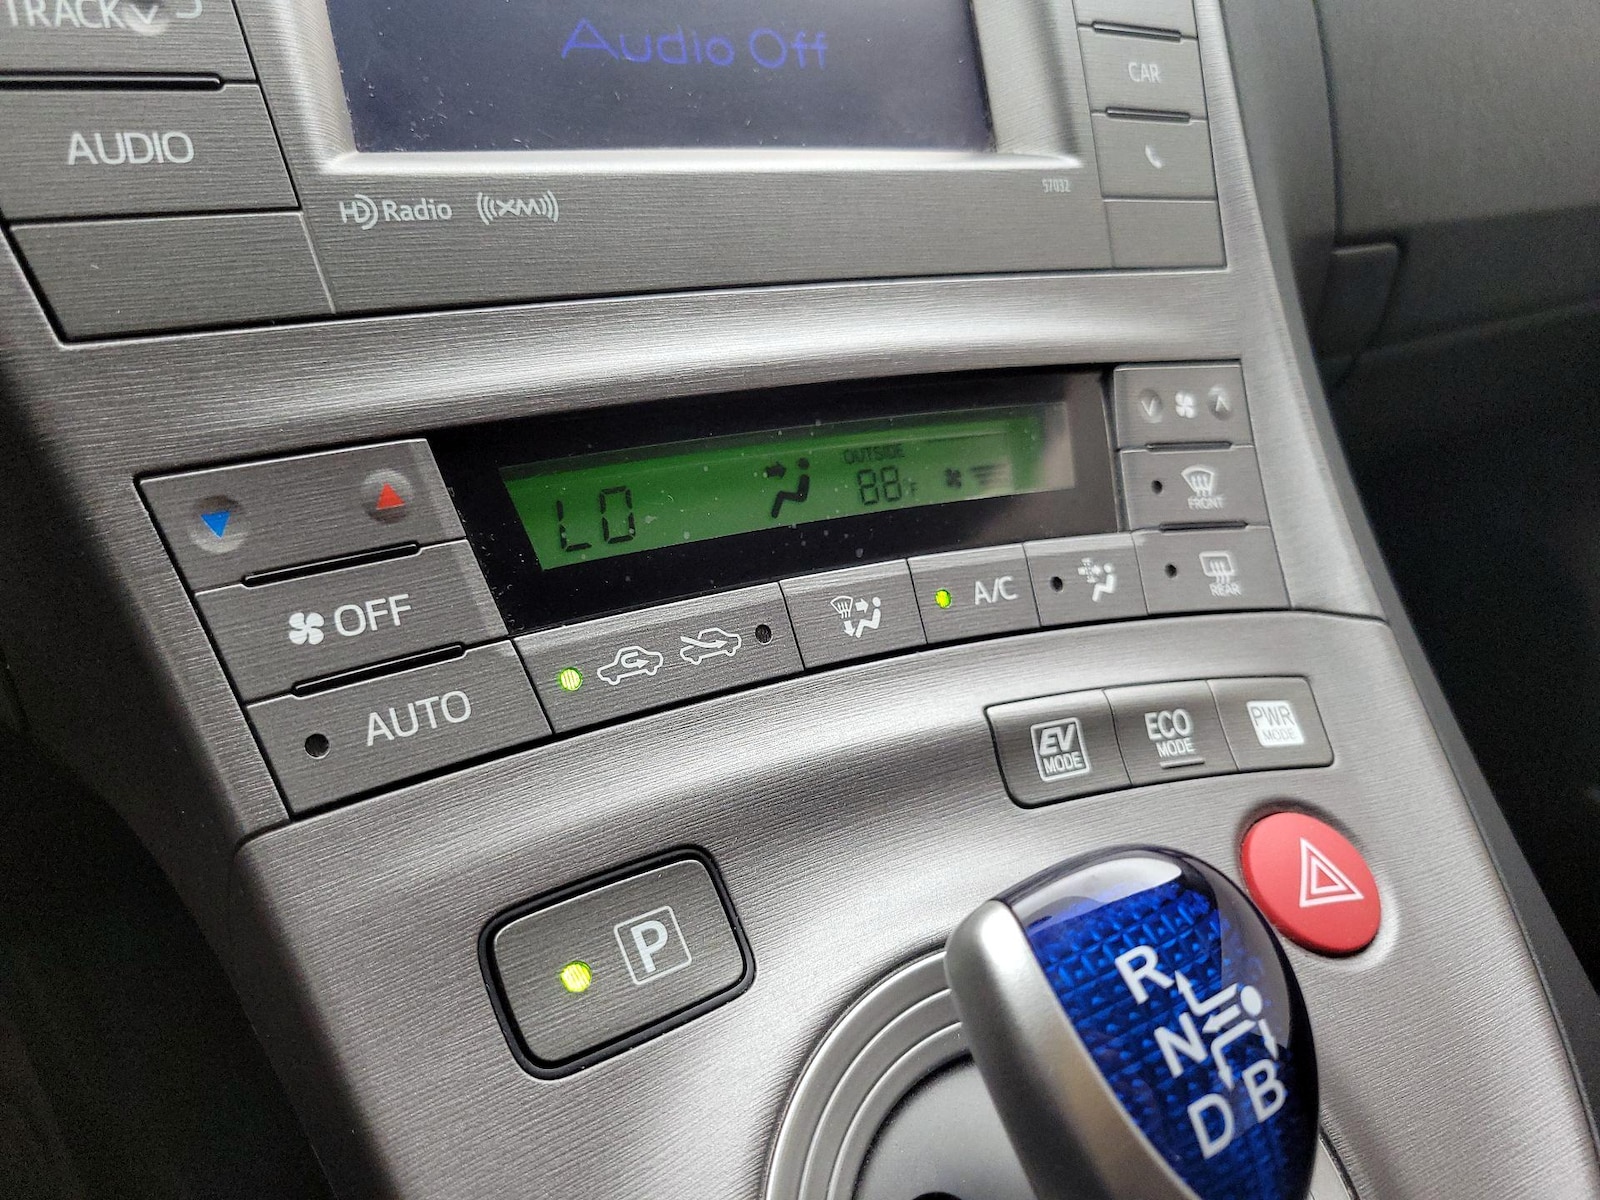 TRACK
Audio Off
CAR
AUDIO
HD Radio
((XM))
57032
LO
OUTSIDE
88°F
FRONT
OFF
A/C
REAR
AUTO
EV
MODE
ECO
MODE
PWR
MODE
P
R
N
D
B